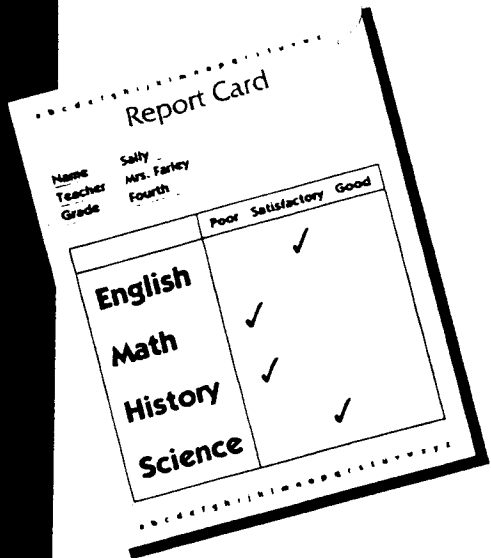 a b c d e f g h i j k l m n o p q r s t u v w x y z
Report Card
Name Sally
Teacher Mrs. Farley
Grade Fourth
Poor Satisfactory Good
English ✓
Math ✓
History ✓
Science ✓
a b c d e f g h i j k l m n o p q r s t u v w x y z